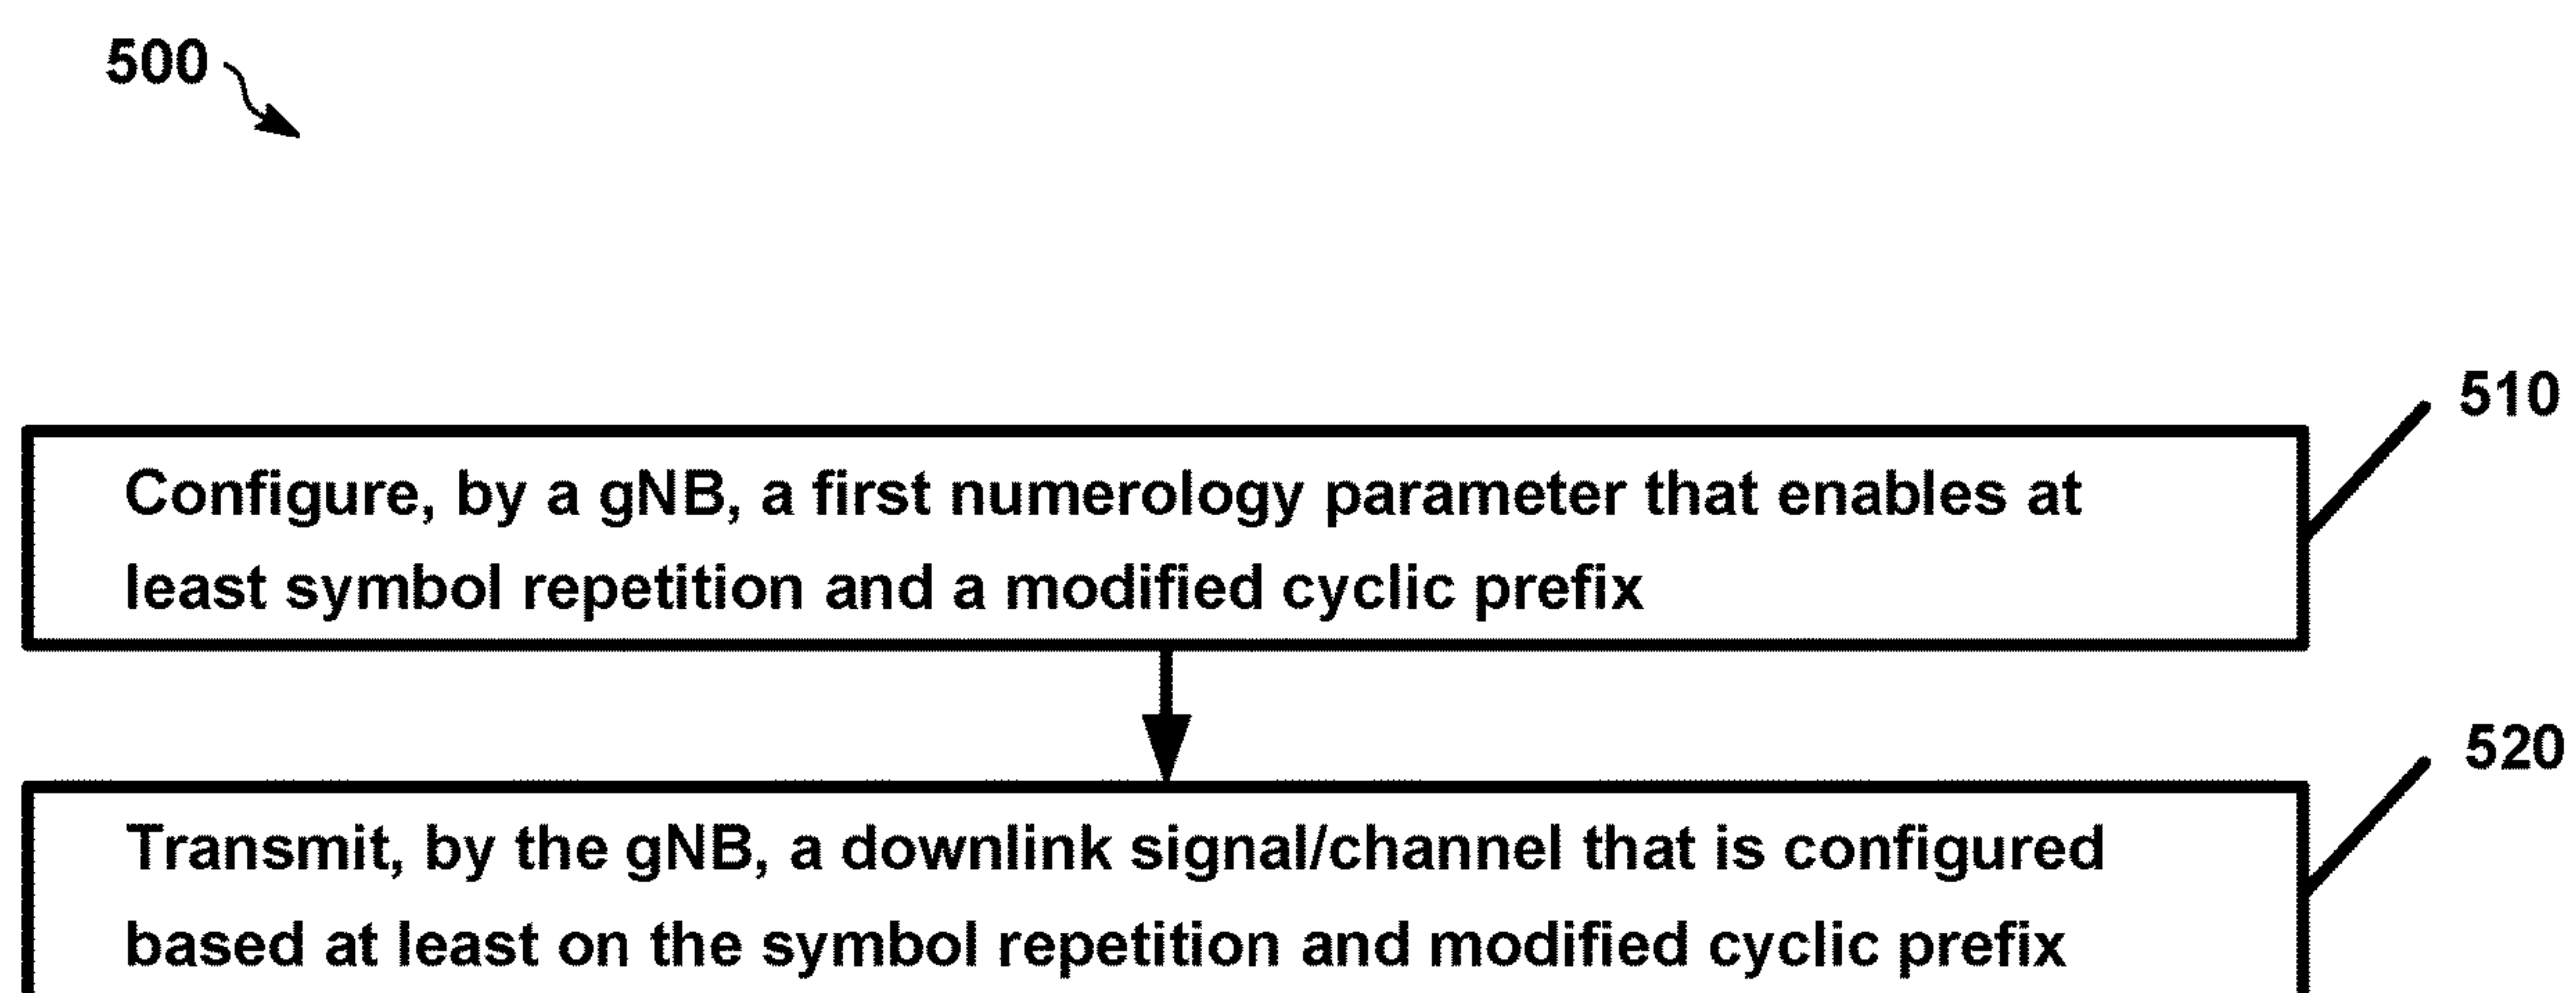 500
510
Configure, by a gNB, a first numerology parameter that enables at
least symbol repetition and a modified cyclic prefix
520
Transmit, by the gNB, a downlink signal/channel that is configured
based at least on the symbol repetition and modified cyclic prefix